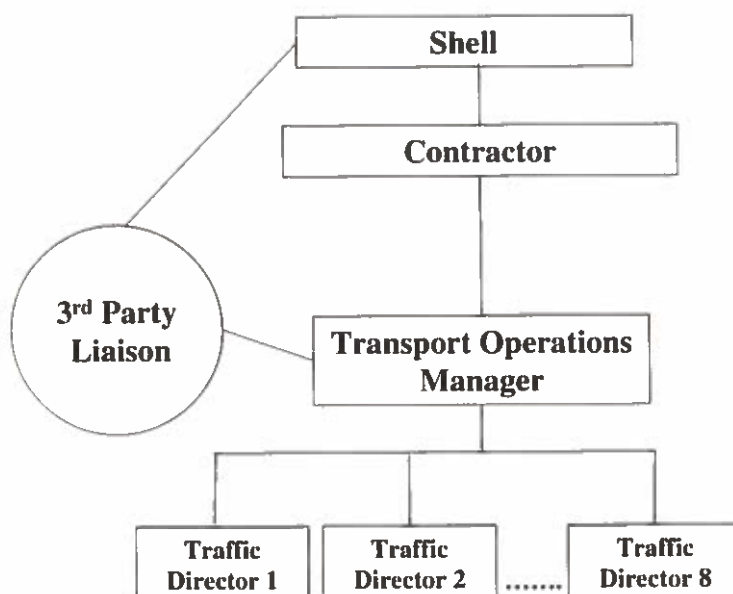 Shell
Contractor
3rd Party
Liaison
Transport Operations
Manager
Traffic
Director 1
Traffic
Director 2
.......
Traffic
Director 8